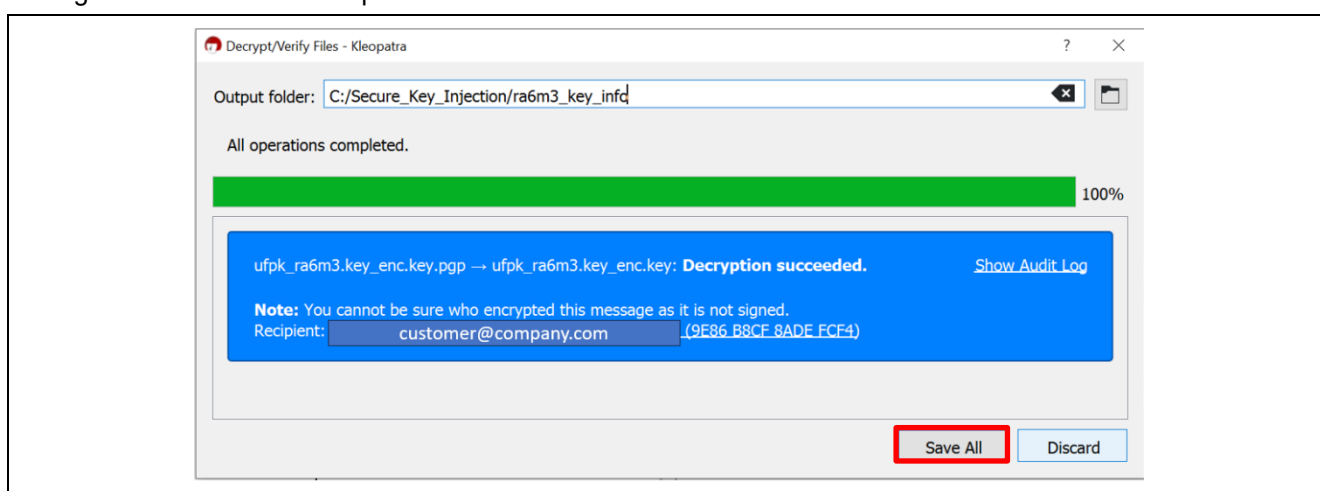 Decrypt/Verify Files - Kleopatra
?
Output folder: C:/Secure_Key_Injection/ra6m3_key_info
All operations completed.
100%
ufpk_ra6m3.key_enc.key.pgp → ufpk_ra6m3.key_enc.key: Decryption succeeded. Show Audit Log
Note: You cannot be sure who encrypted this message as it is not signed.
Recipient: customer@company.com (9E86 B8CF 8ADE FCF4)
Save All Discard